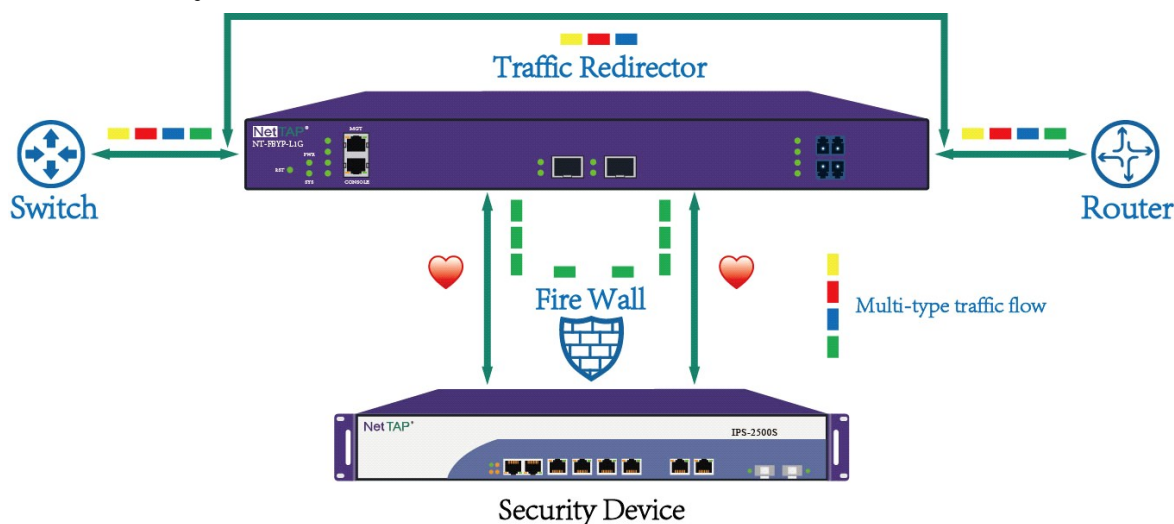 Traffic Redirector
NetTAP®
NT-FBYP-L1G
MGT
PWR
RST
SYS
CONSOLE
Switch
Router
Fire Wall
Multi-type traffic flow
NetTAP®
IPS-2500S
Security Device